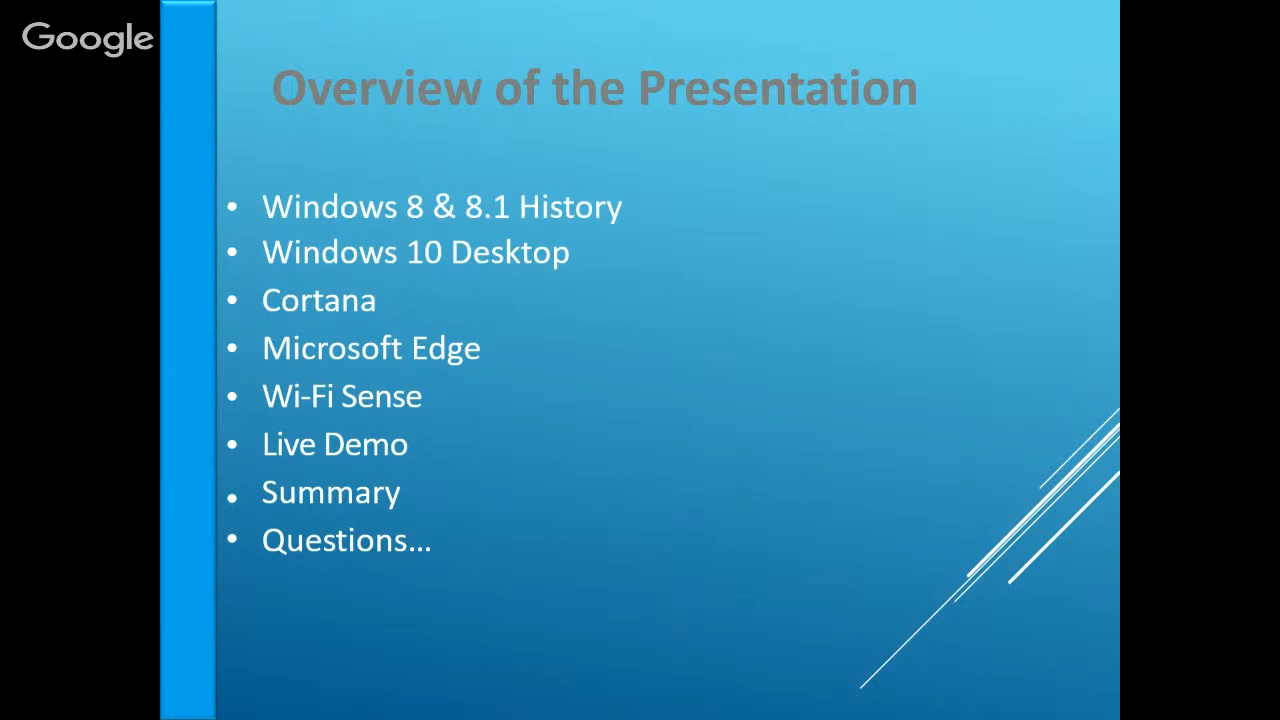 Google
Overview of the Presentation
• Windows 8 & 8.1 History
• Windows 10 Desktop
• Cortana
• Microsoft Edge
• Wi-Fi Sense
• Live Demo
• Summary
• Questions...